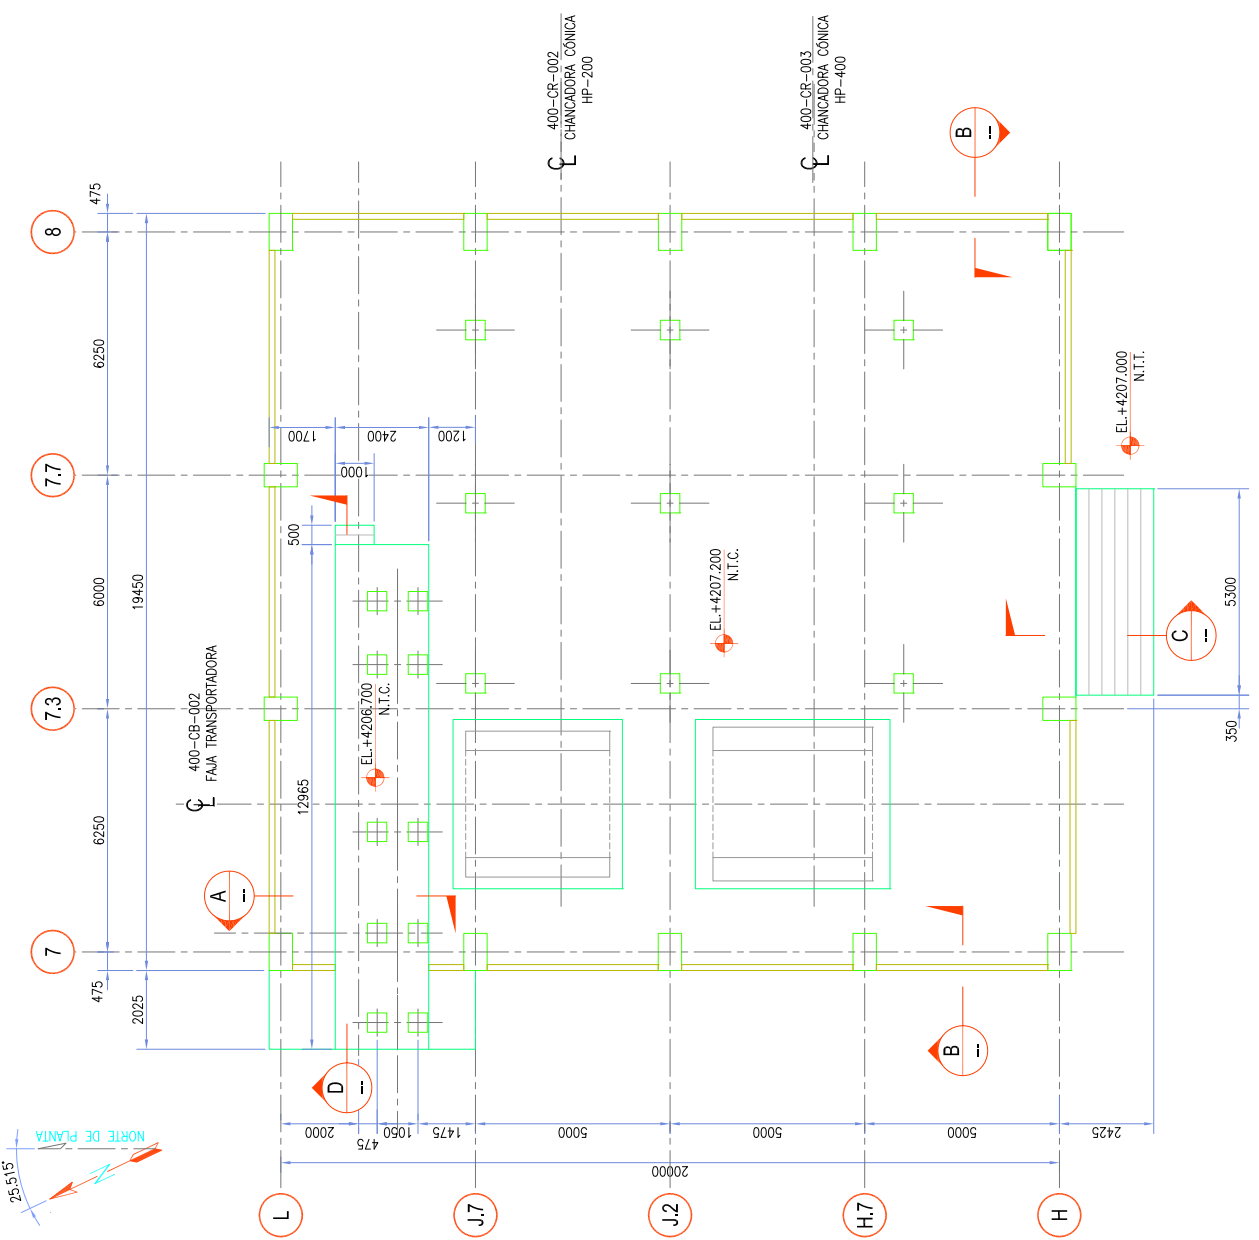 400-CR-002
CHANCADORA CÓNICA
HP-200
400-CR-003
CHANCADORA CÓNICA
HP-400
B
--
475
8
6250
7.7
6000
19450
7.3
6250
7
475
2025
1700
2400
1200
1000
500
12965
400-CB-002
FAJA TRANSPORTADORA
EL.+4206.700
N.T.C.
EL.+4207.200
N.T.C.
EL.+4207.000
N.T.T.
5300
350
C
--
A
--
D
--
B
--
NORTE DE PLANTA
N
25.515°
2000
475
1050
1475
5000
5000
5000
2425
20000
L
J.7
J.2
H.7
H